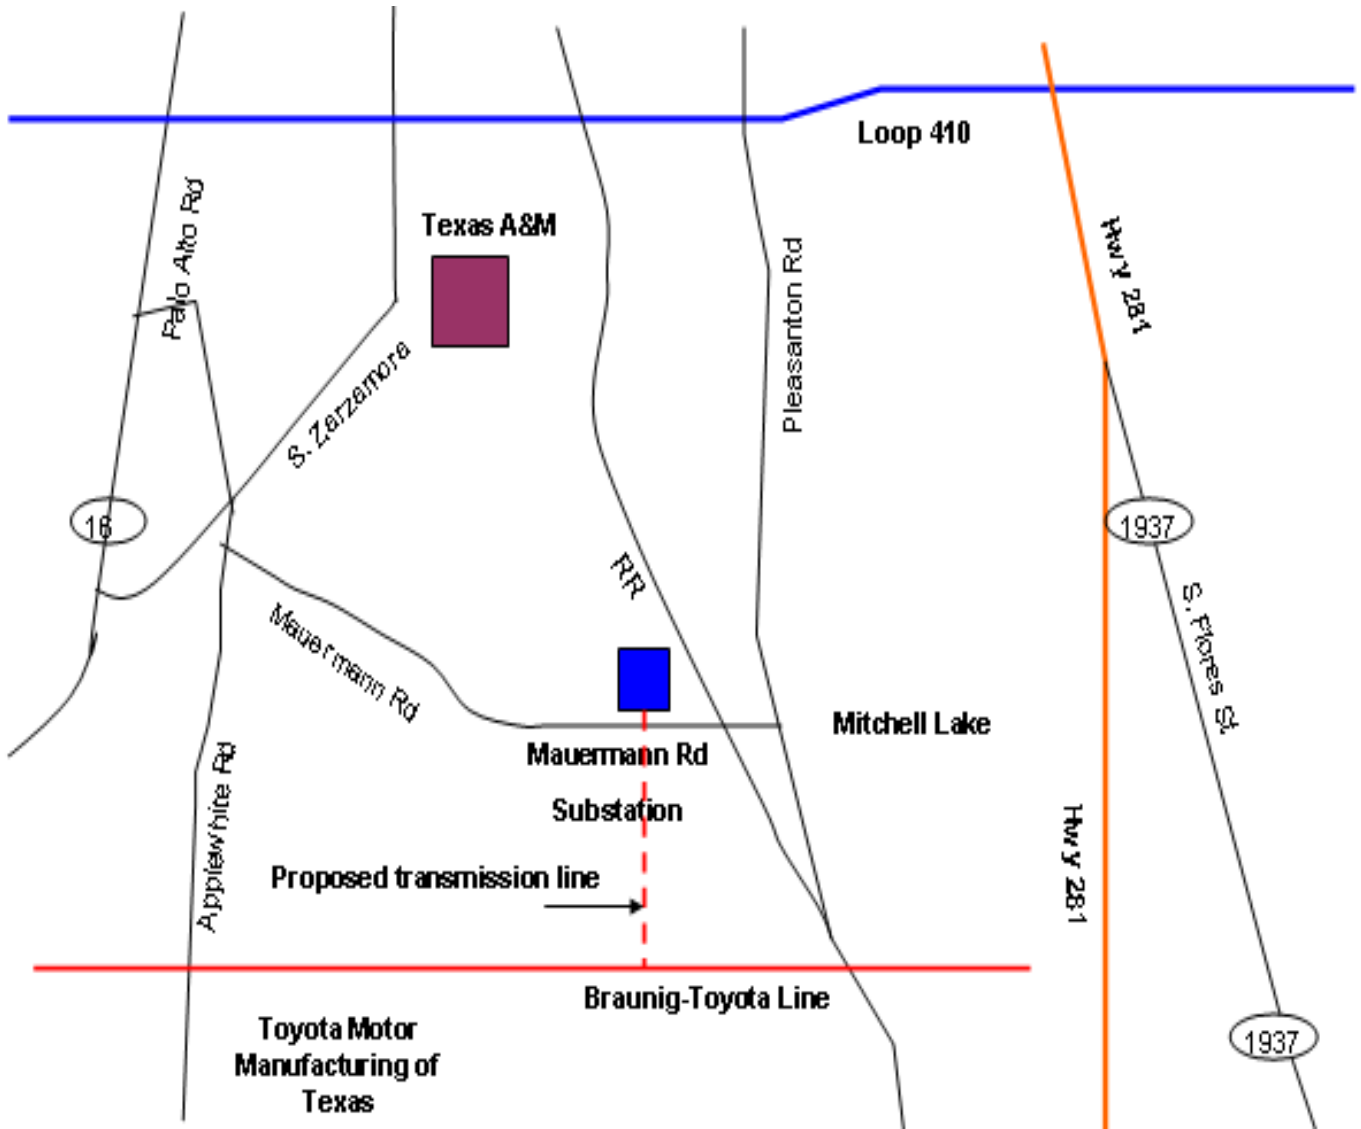 Loop 410
Palo Alto Rd
Texas A&M
Hwy 281
Pleasanton Rd
S. Zarzamora
16
1937
RR
S. Flores St
Mauermann Rd
Mitchell Lake
Mauermann Rd
Substation
Applewhite Rd
Hwy 281
Proposed transmission line
Braunig-Toyota Line
Toyota Motor
Manufacturing of
Texas
1937